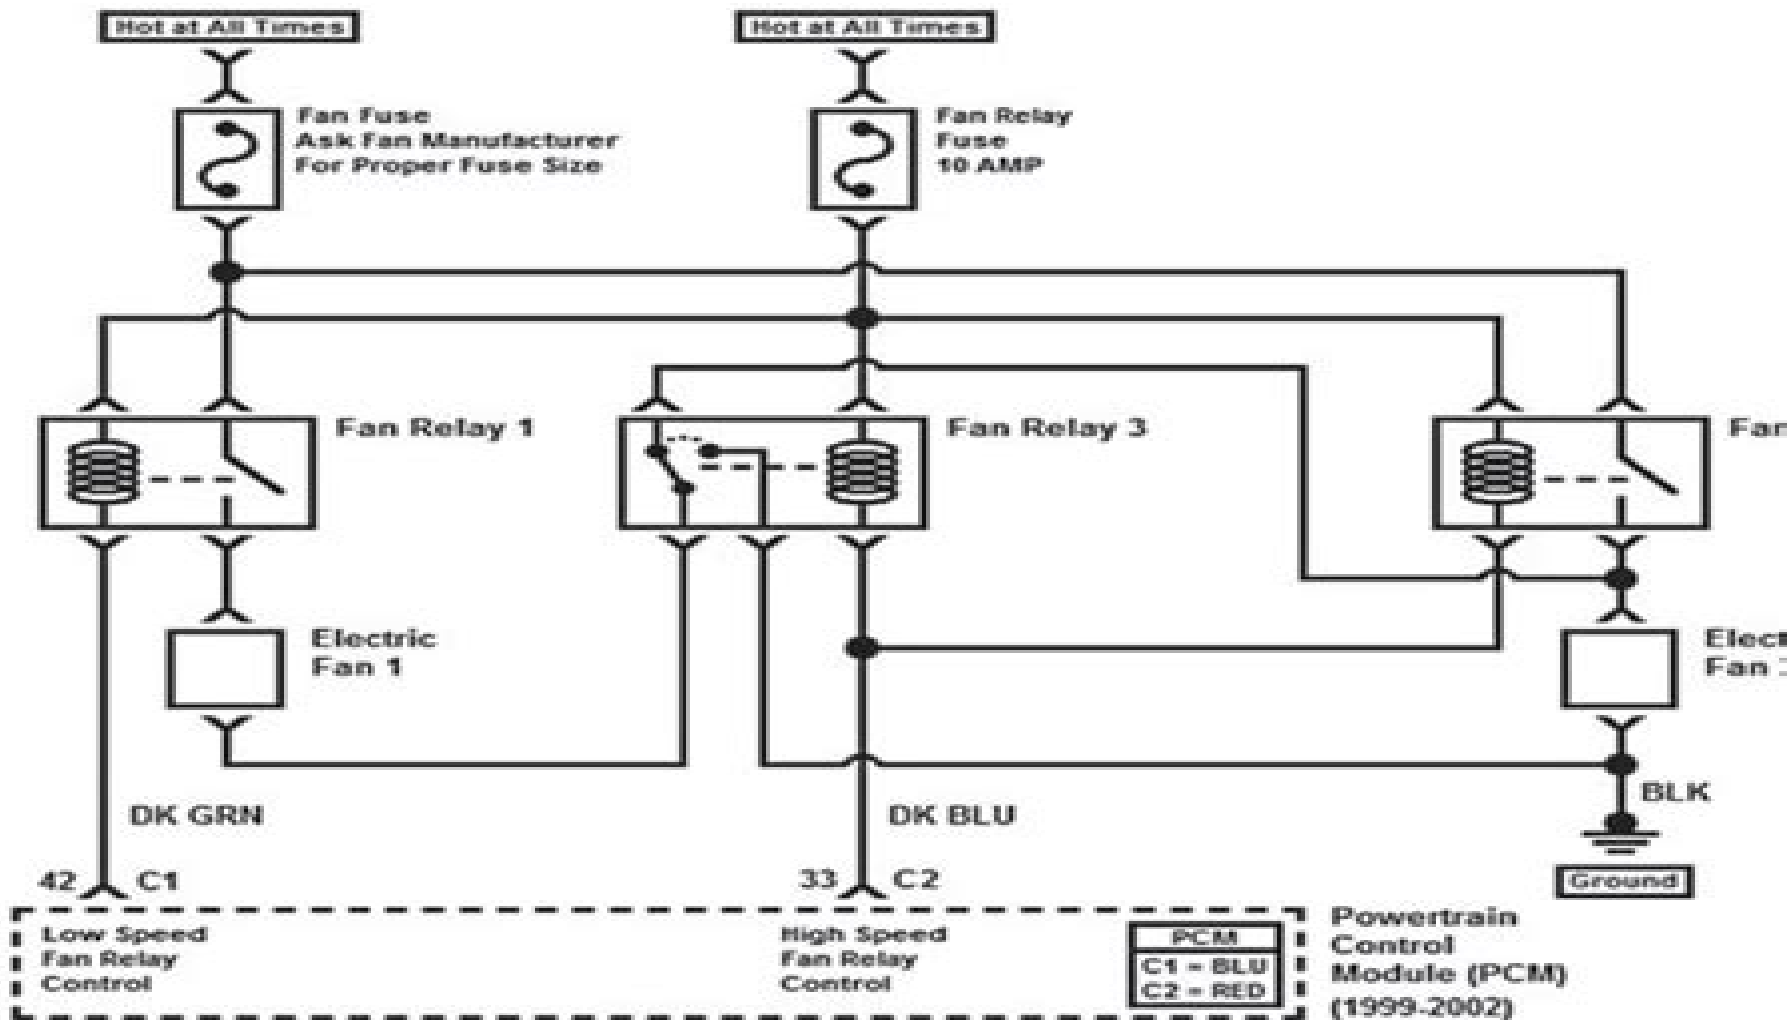 Hot at All Times
Hot at All Times
Fan Fuse
Ask Fan Manufacturer
For Proper Fuse Size
Fan Relay
Fuse
10 AMP
Fan Relay 1
Fan Relay 3
Fan
Electric
Fan 1
Elect
Fan
DK GRN
DK BLU
BLK
42
C1
33
C2
Ground
Low Speed
Fan Relay
Control
High Speed
Fan Relay
Control
PCM
C1 = BLU
C2 = RED
Powertrain
Control
Module (PCM)
(1999-2002)